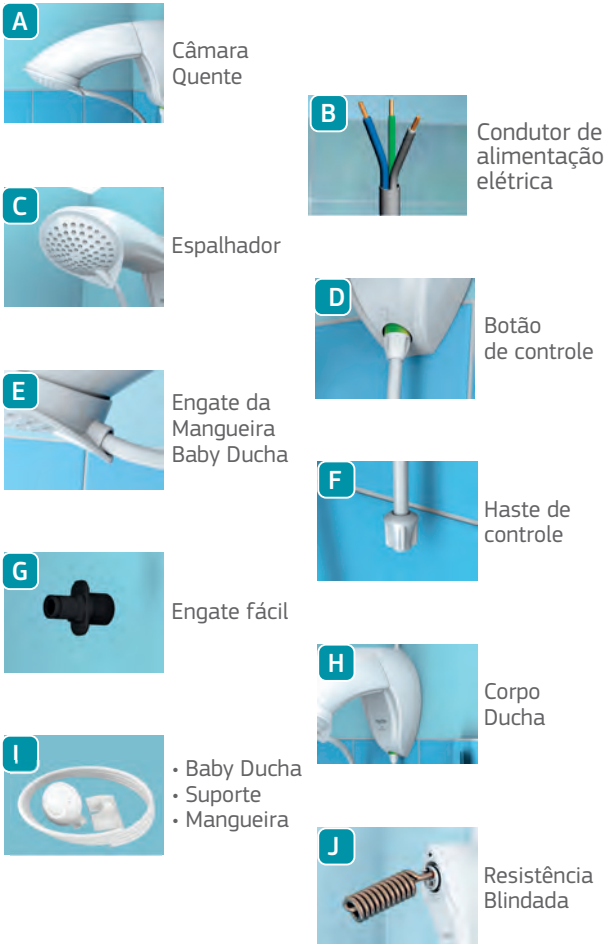 A
Câmara
Quente
B
Condutor de
alimentação
elétrica
C
Espalhador
D
Botão
de controle
E
Engate da
Mangueira
Baby Ducha
F
Haste de
controle
G
Engate fácil
H
Corpo
Ducha
I
• Baby Ducha
• Suporte
• Mangueira
J
Resistência
Blindada